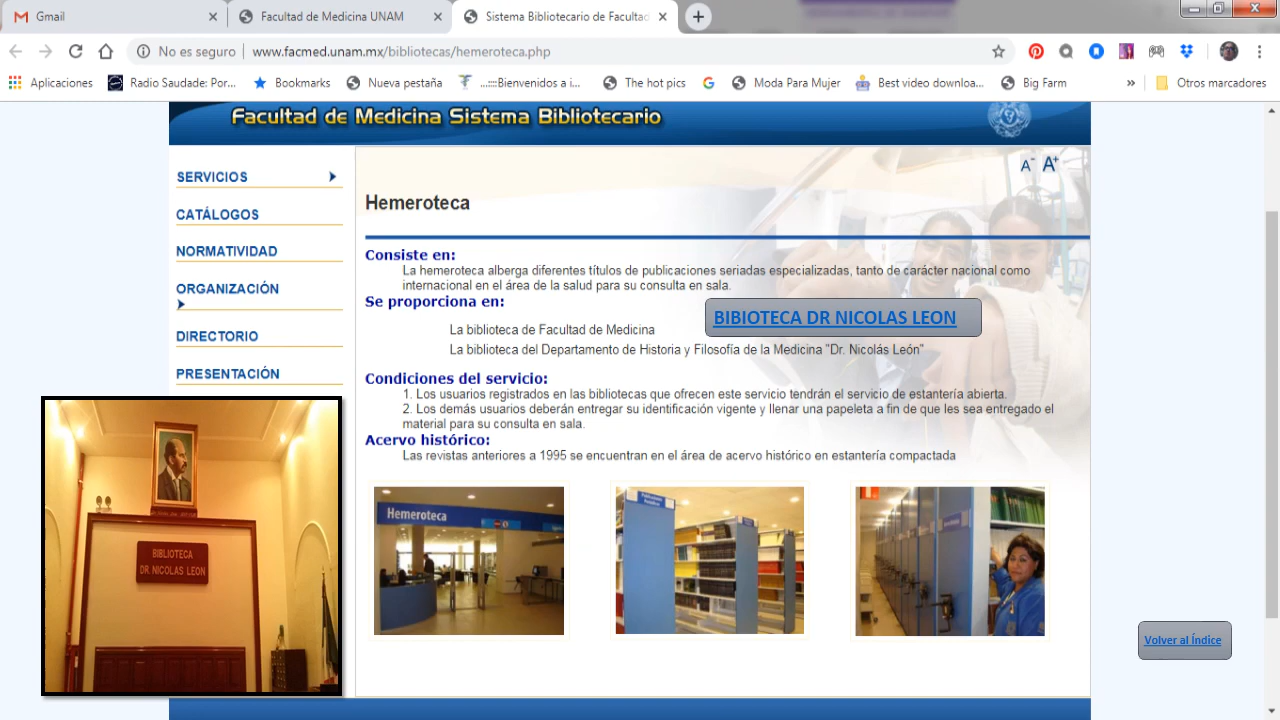 Gmail
Facultad de Medicina UNAM
Sistema Bibliotecario de Facultad
No es seguro | www.facmed.unam.mx/bibliotecas/hemeroteca.php
Aplicaciones
Radio Saudade: Por...
Bookmarks
Nueva pestaña
...::::Bienvenidos a i...
The hot pics
Moda Para Mujer
Best video downloa...
Big Farm
»
Otros marcadores
Facultad de Medicina Sistema Bibliotecario
A- A+
SERVICIOS
CATÁLOGOS
NORMATIVIDAD
ORGANIZACIÓN
DIRECTORIO
PRESENTACIÓN
Hemeroteca
Consiste en:
La hemeroteca alberga diferentes títulos de publicaciones seriadas especializadas, tanto de carácter nacional como
internacional en el área de la salud para su consulta en sala.
Se proporciona en:
BIBIOTECA DR NICOLAS LEON
La biblioteca de Facultad de Medicina
La biblioteca del Departamento de Historia y Filosofía de la Medicina "Dr. Nicolás León"
Condiciones del servicio:
1. Los usuarios registrados en las bibliotecas que ofrecen este servicio tendrán el servicio de estantería abierta.
2. Los demás usuarios deberán entregar su identificación vigente y llenar una papeleta a fin de que les sea entregado el
material para su consulta en sala.
Acervo histórico:
Las revistas anteriores a 1995 se encuentran en el área de acervo histórico en estantería compactada
BIBLIOTECA
DR. NICOLAS LEON
Hemeroteca
Publicaciones
Volver al Índice